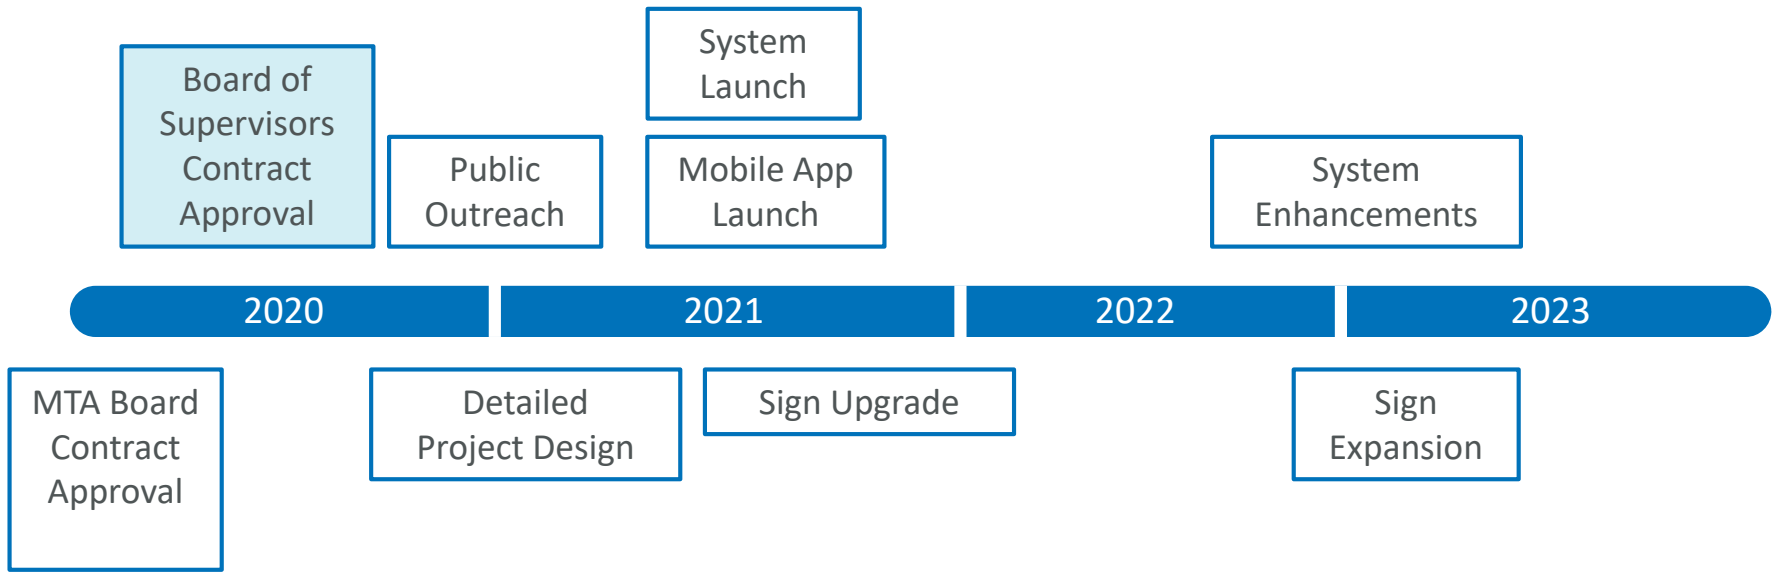 Board of
Supervisors
Contract
Approval
Public
Outreach
System
Launch
Mobile App
Launch
System
Enhancements
2020
2021
2022
2023
MTA Board
Contract
Approval
Detailed
Project Design
Sign Upgrade
Sign
Expansion